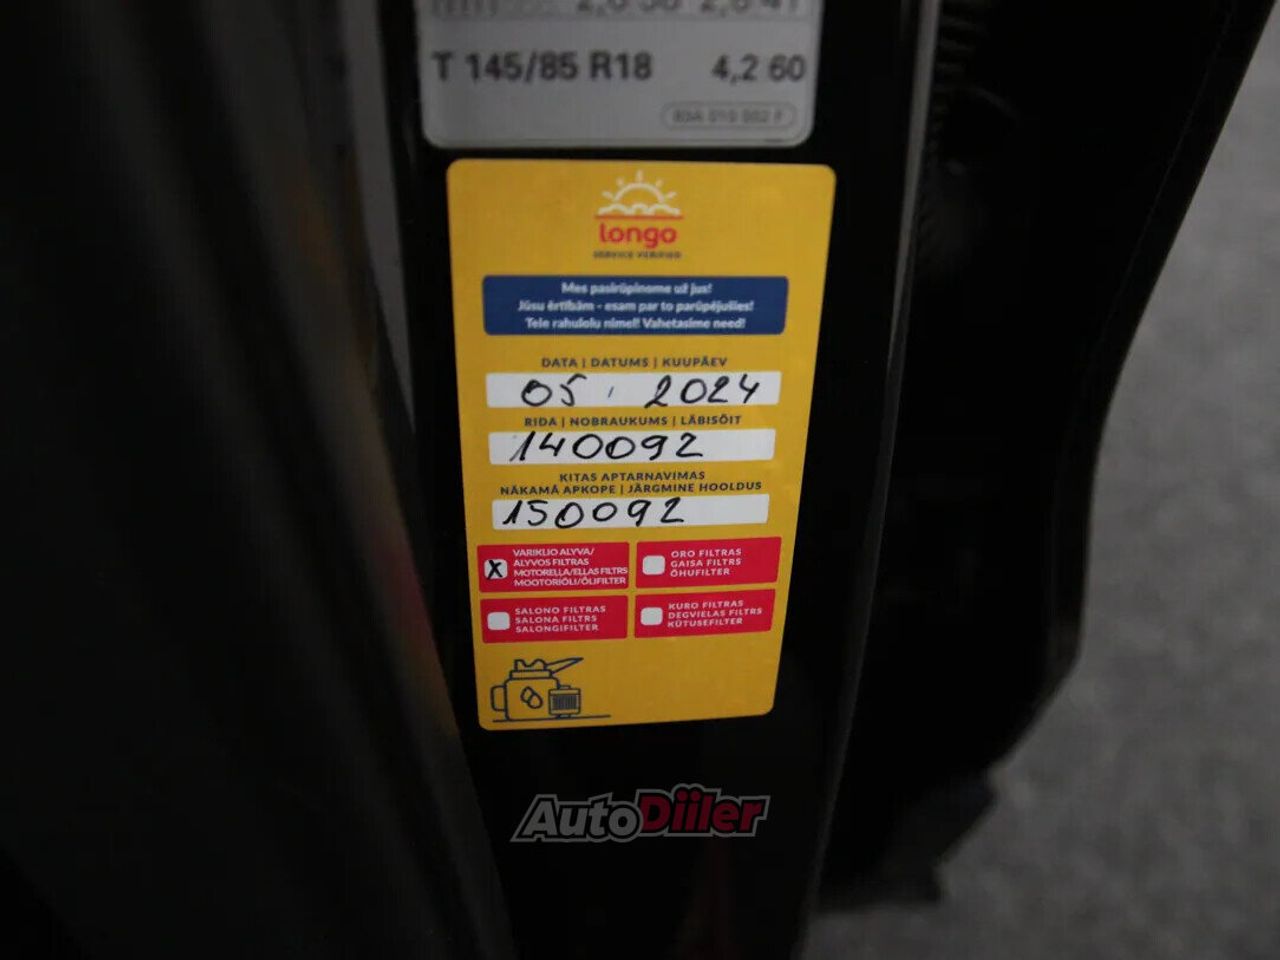 T 145/85 R18 4,2 60
longo
SERVICE VERIFIED
Mes pasirūpinome už jus!
Jūsu ērtībām - esam par to parūpējušies!
Teie rahulolu nimel! Vahetasime need!
DATA | DATUMS | KUUPÄEV
05. 2024
RIDA | NOBRAUKUMS | LÄBISÕIT
140092
KITAS APTARNAVIMAS
NĀKAMĀ APKOPE | JÄRGMINE HOOLDUS
150092
X
VARIKLIO ALYVA/
ALYVOS FILTRAS
MOTORELLA/ELLAS FILTRS
MOOTORIÕLI/ÕLIFILTER
ORO FILTRAS
GAISA FILTRS
ÕHUFILTER
SALONO FILTRAS
SALONA FILTRS
SALONGIFILTER
KURO FILTRAS
DEGVIELAS FILTRS
KÜTUSEFILTER
AutoDiiler